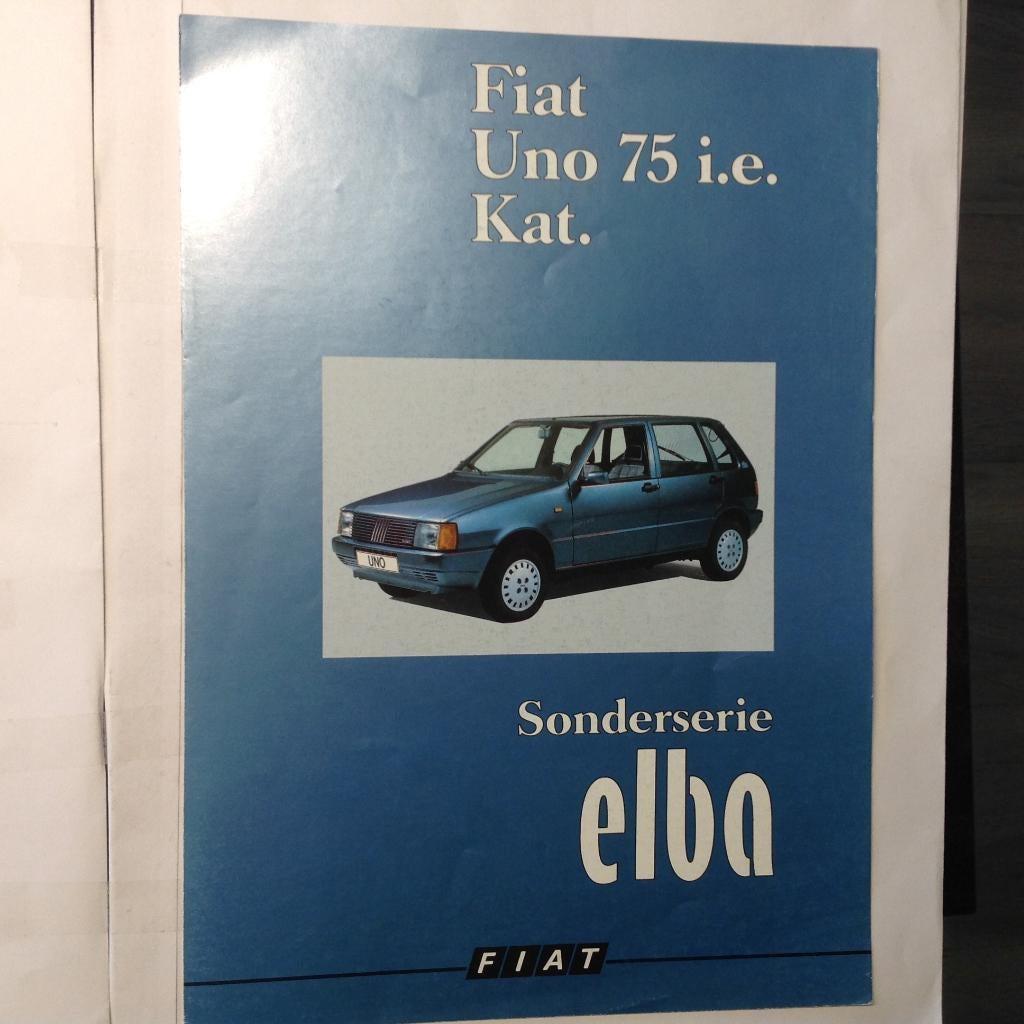 Fiat
Uno 75 i.e.
Kat.
UNO
Sonderserie
elba
FIAT